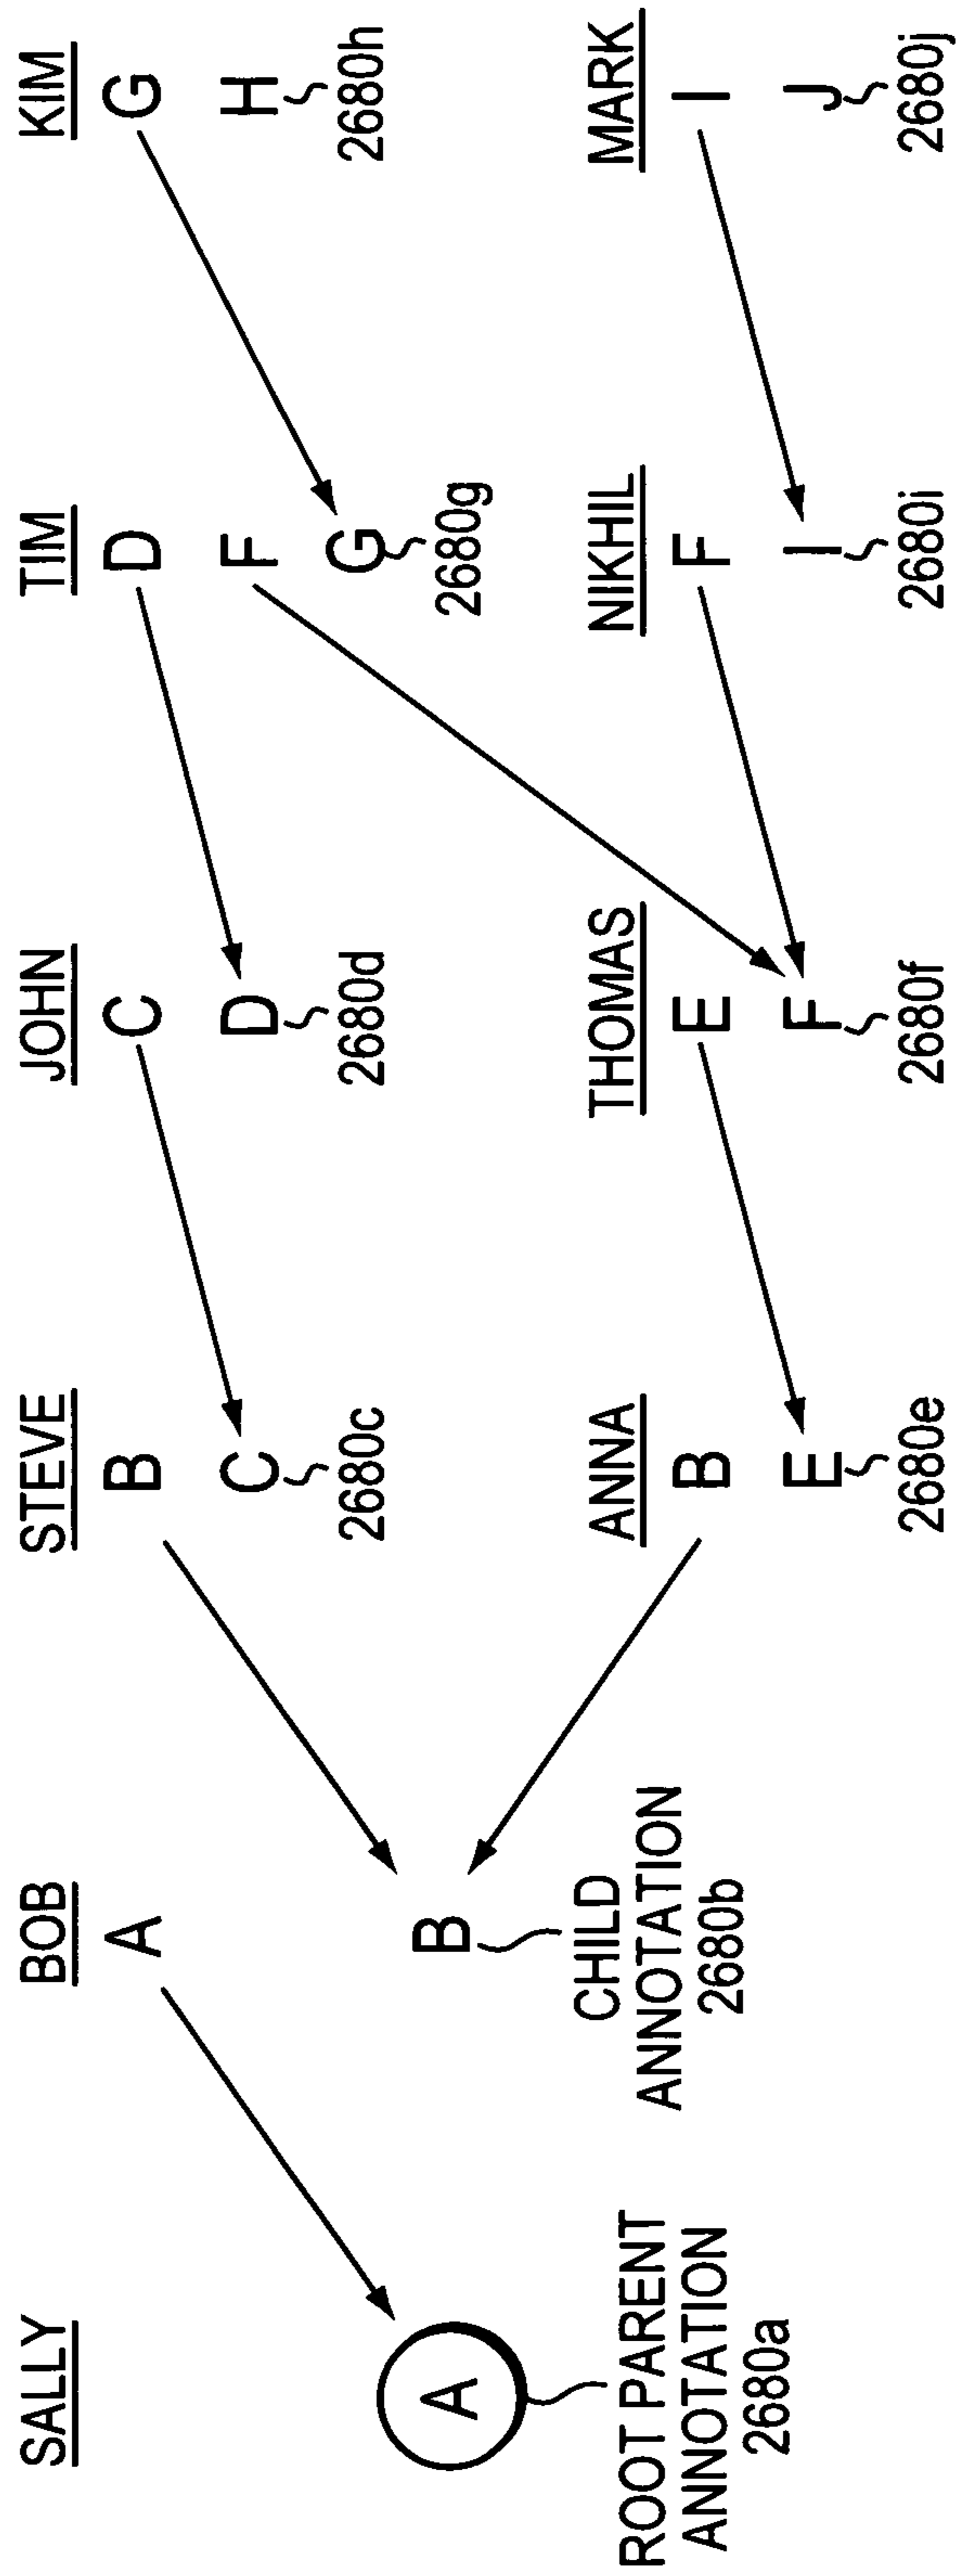 SALLY
A
ROOT PARENT
ANNOTATION
2680a
BOB
A
B
CHILD
ANNOTATION
2680b
STEVE
B
C
2680c
ANNA
B
E
2680e
JOHN
C
D
2680d
THOMAS
E
F
2680f
TIM
D
F
G
2680g
NIKHIL
F
I
2680i
KIM
G
H
2680h
MARK
I
J
2680j